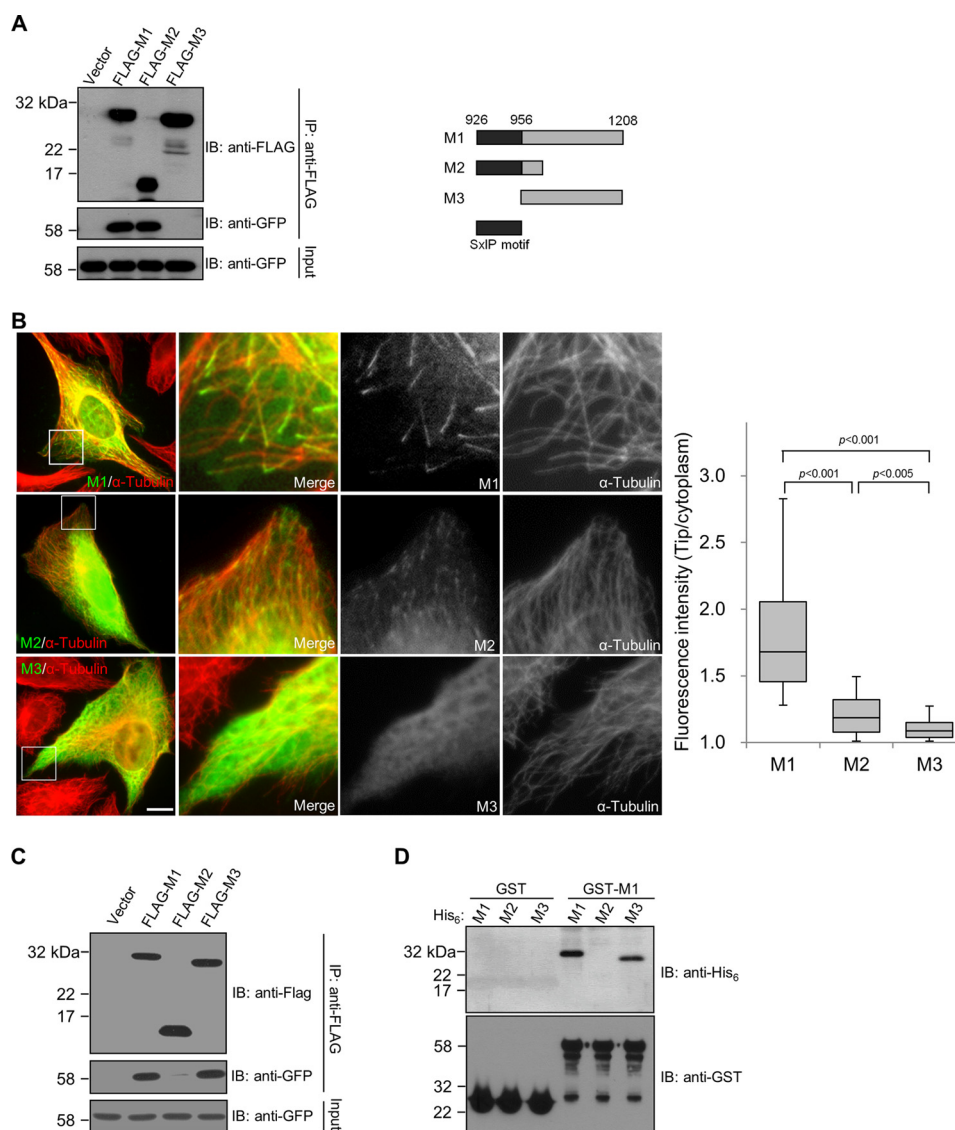 A
Vector
FLAG-M1
FLAG-M2
FLAG-M3
32 kDa
22
17
IB: anti-FLAG
58
IB: anti-GFP
IP: anti-FLAG
58
IB: anti-GFP
Input
926 956 1208
M1
M2
M3
SxIP motif
B
M1/α-Tubulin
Merge
M1
α-Tubulin
M2/α-Tubulin
Merge
M2
α-Tubulin
M3/α-Tubulin
Merge
M3
α-Tubulin
Fluorescence intensity (Tip/cytoplasm)
p<0.001
p<0.001
p<0.005
3.0
2.5
2.0
1.5
1.0
M1 M2 M3
C
Vector
FLAG-M1
FLAG-M2
FLAG-M3
32 kDa
22
17
IB: anti-Flag
58
IB: anti-GFP
IP: anti-FLAG
58
IB: anti-GFP
Input
D
GST GST-M1
His6: M1 M2 M3 M1 M2 M3
32 kDa
22
17
IB: anti-His6
58
32
22
IB: anti-GST